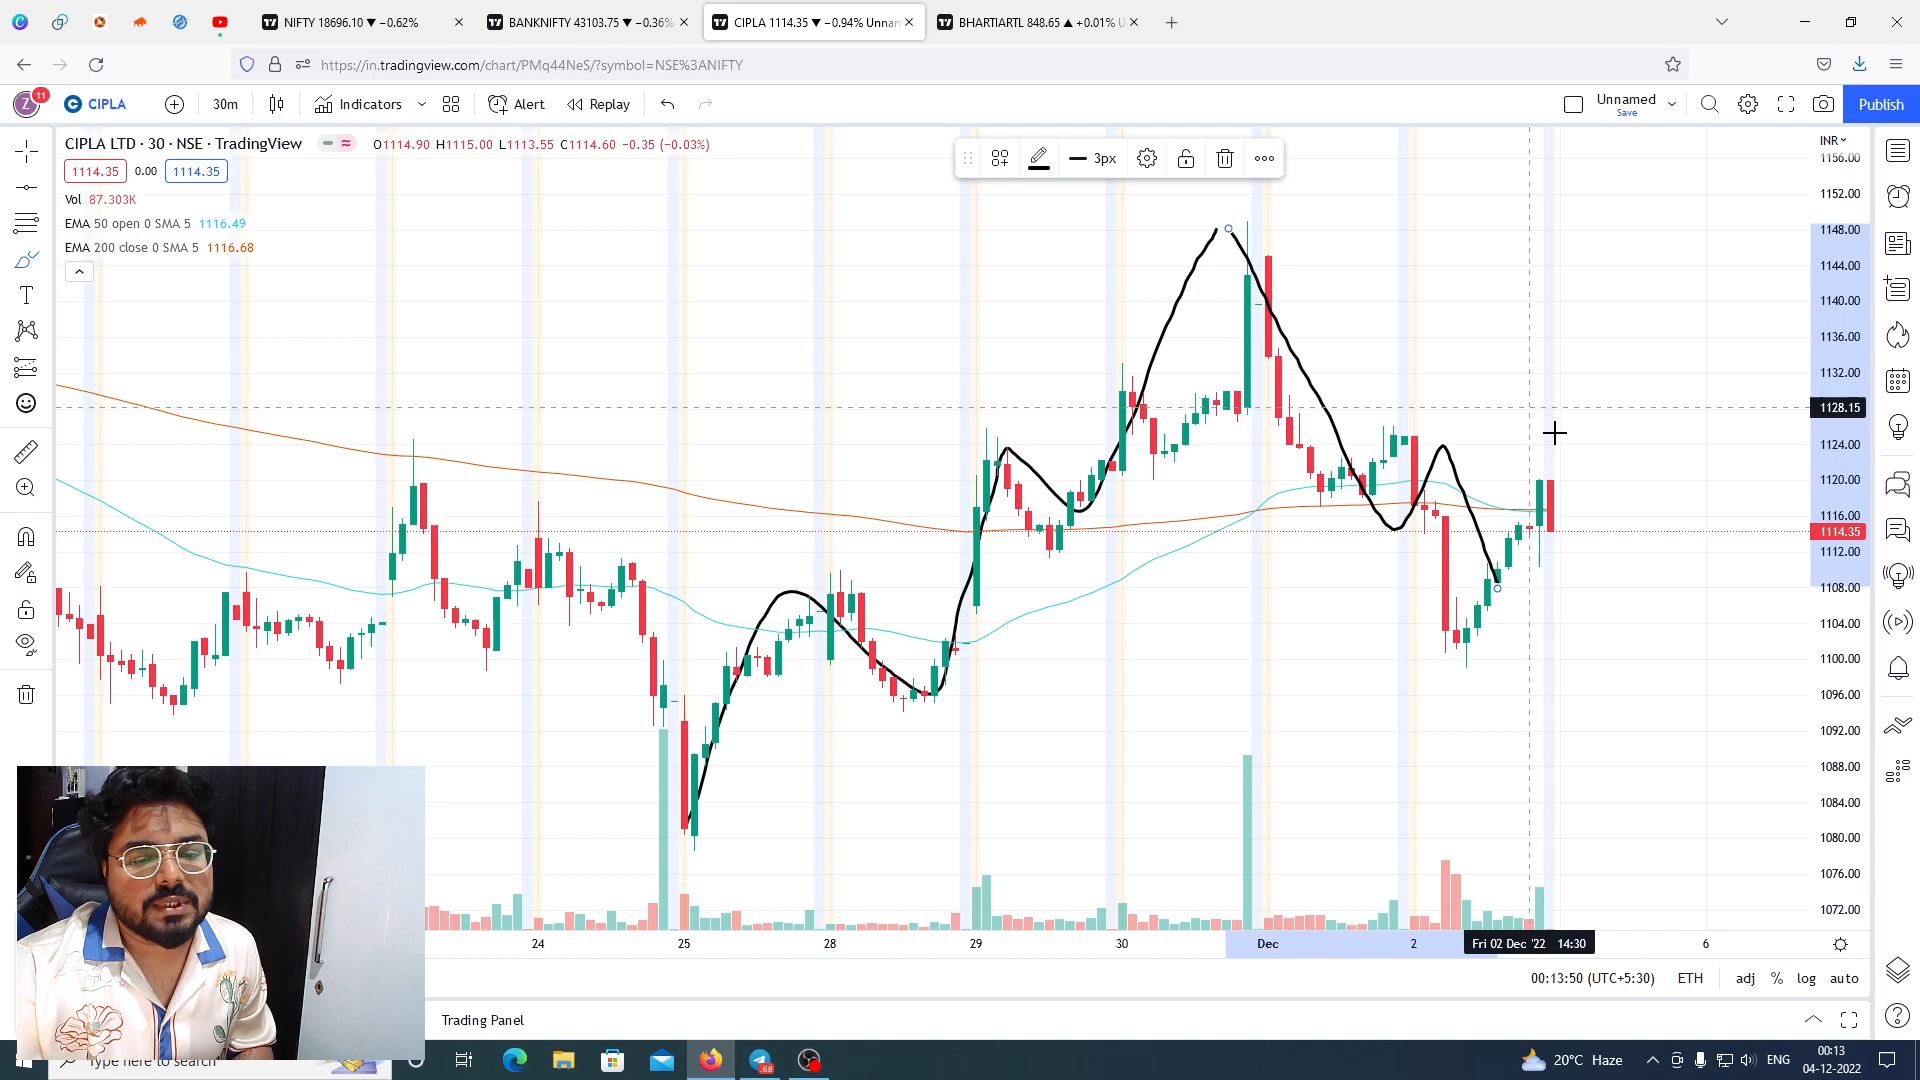 NIFTY 18696.10 ▼ −0.62%
BANKNIFTY 43103.75 ▼ −0.36%
CIPLA 1114.35 ▼ −0.94% Unnan
BHARTIARTL 848.65 ▲ +0.01% U
https://in.tradingview.com/chart/PMq44NeS/?symbol=NSE%3ANIFTY
Z 11
CIPLA
30m
Indicators
Alert
Replay
Unnamed
Save
Publish
CIPLA LTD · 30 · NSE · TradingView
O1114.90 H1115.00 L1113.55 C1114.60 −0.35 (−0.03%)
1114.35 0.00 1114.35
Vol 87.303K
EMA 50 open 0 SMA 5 1116.49
EMA 200 close 0 SMA 5 1116.68
3px
INR
1156.00
1152.00
1148.00
1144.00
1140.00
1136.00
1132.00
1128.15
1124.00
1120.00
1116.00
1114.35
1112.00
1108.00
1104.00
1100.00
1096.00
1092.00
1088.00
1084.00
1080.00
1076.00
1072.00
24 25 28 29 30 Dec 2 Fri 02 Dec '22 14:30 6
00:13:50 (UTC+5:30) ETH adj % log auto
Trading Panel
Type here to search
.68
20°C Haze
ENG
00:13
04-12-2022